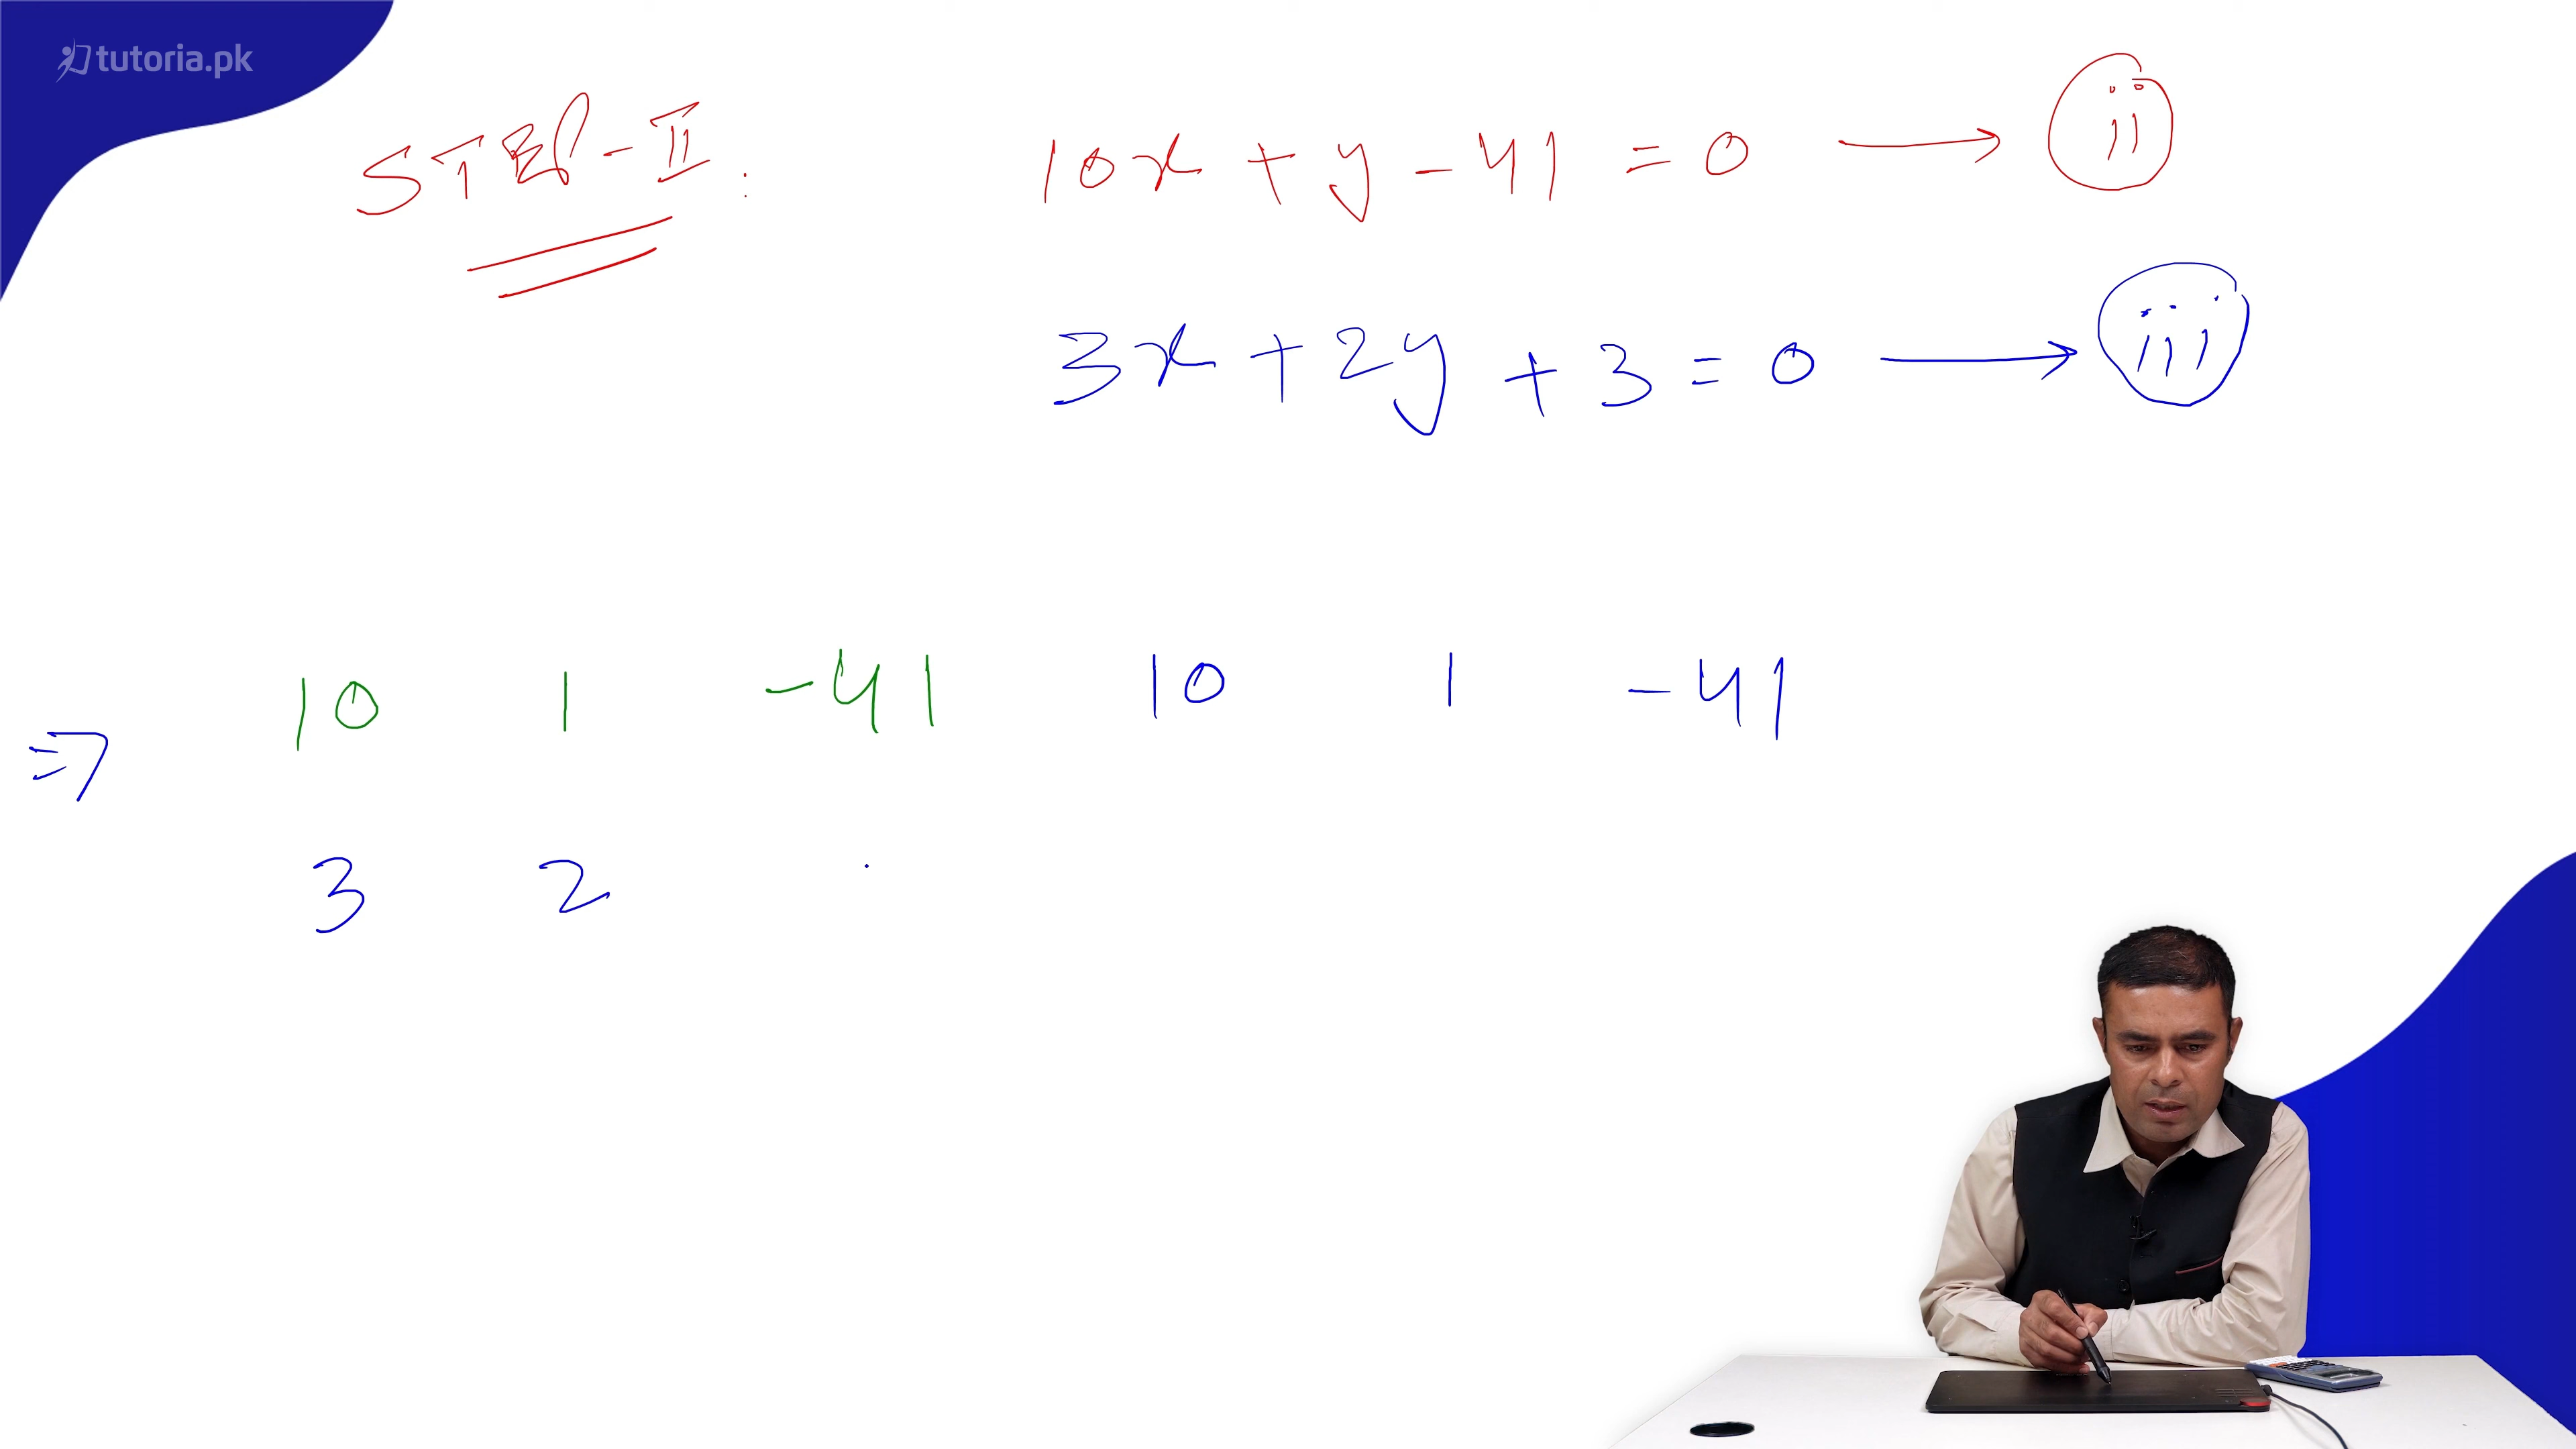 tutoria.pk
STEP-II :
10x + y - 41 = 0 → ii
3x + 2y + 3 = 0 → iii
⇒ 10 1 -41 10 1 -41
3 2